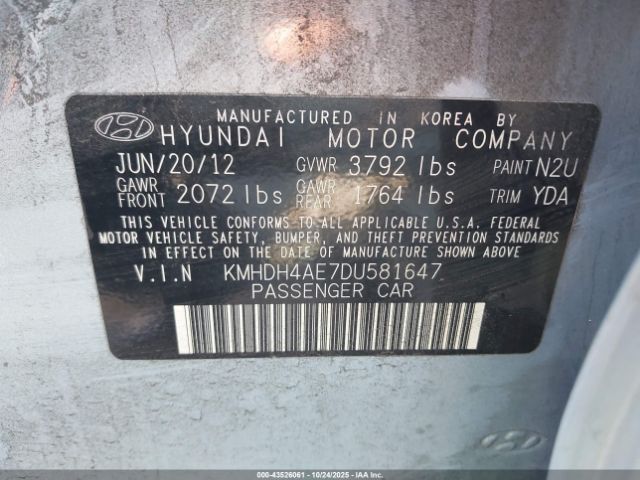 MANUFACTURED IN KOREA BY
HYUNDAI MOTOR COMPANY
JUN/20/12 GVWR 3792 lbs PAINT N2U
GAWR FRONT 2072 lbs GAWR REAR 1764 lbs TRIM YDA
THIS VEHICLE CONFORMS TO ALL APPLICABLE U.S.A. FEDERAL
MOTOR VEHICLE SAFETY, BUMPER, AND THEFT PREVENTION STANDARDS
IN EFFECT ON THE DATE OF MANUFACTURE SHOWN ABOVE
V.I.N KMHDH4AE7DU581647
PASSENGER CAR
000-43526061 | 10/24/2025 | © COPYRIGHT 2025 IAA, LLC.